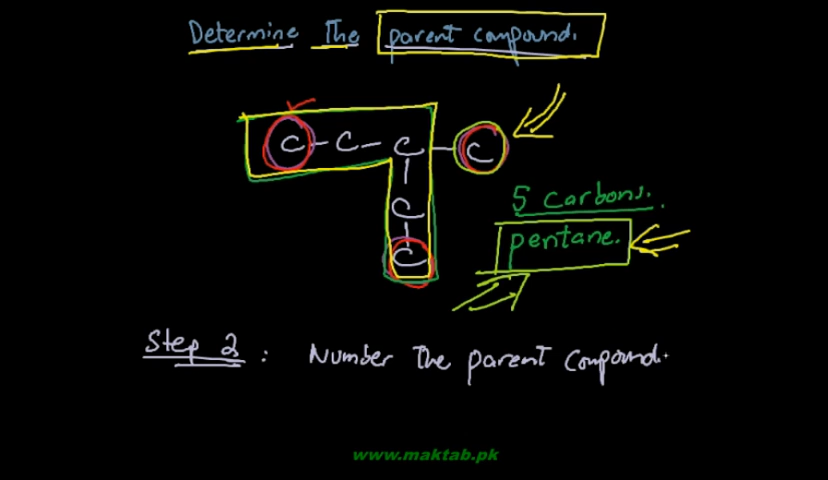 Determine The parent compound.
C - C - C - C
C
C
5 carbons.
pentane.
Step 2 : Number The parent compound.
www.maktab.pk